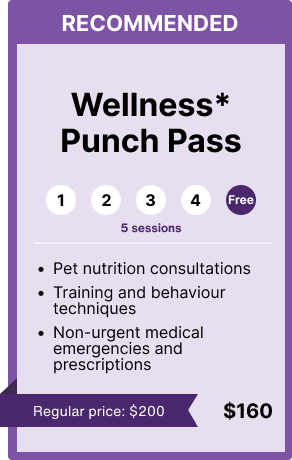 RECOMMENDED
Wellness*
Punch Pass
1 2 3 4 Free
5 sessions
• Pet nutrition consultations
• Training and behaviour
techniques
• Non-urgent medical
emergencies and
prescriptions
Regular price: $200 $160